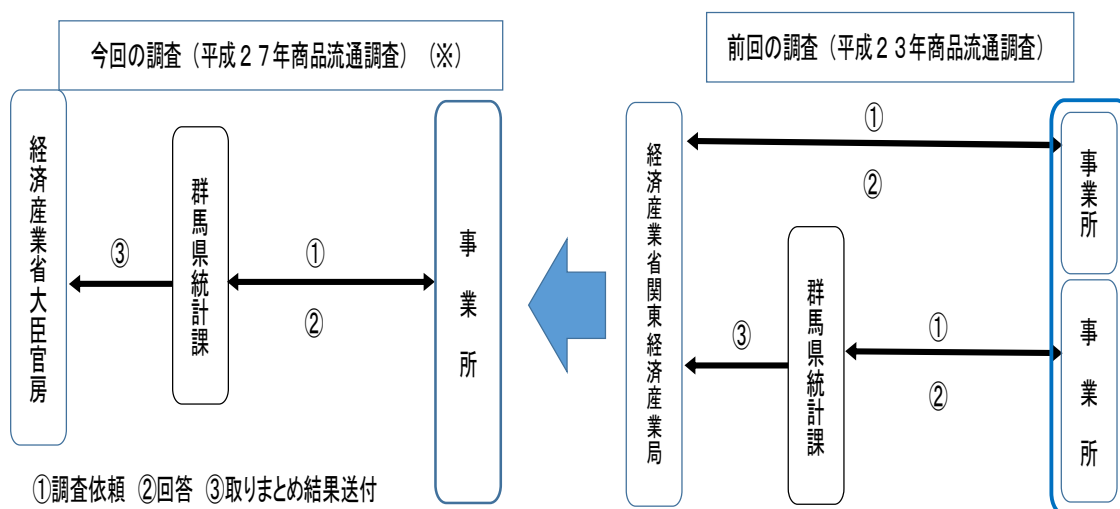 今回の調査（平成２７年商品流通調査）（※）
経済産業省大臣官房
③
群馬県統計課
①
②
事業所
①調査依頼 ②回答 ③取りまとめ結果送付
前回の調査（平成２３年商品流通調査）
経済産業省関東経済産業局
①
②
事業所
③
群馬県統計課
①
②
事業所